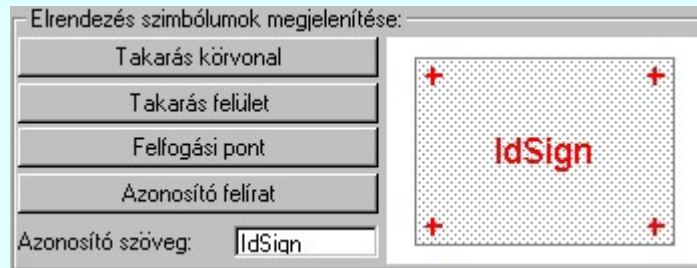 Elrendezés szimbólumok megjelenítése:
Takarás körvonal
Takarás felület
Felfogási pont
Azonosító felírat
Azonosító szöveg: IdSign
IdSign